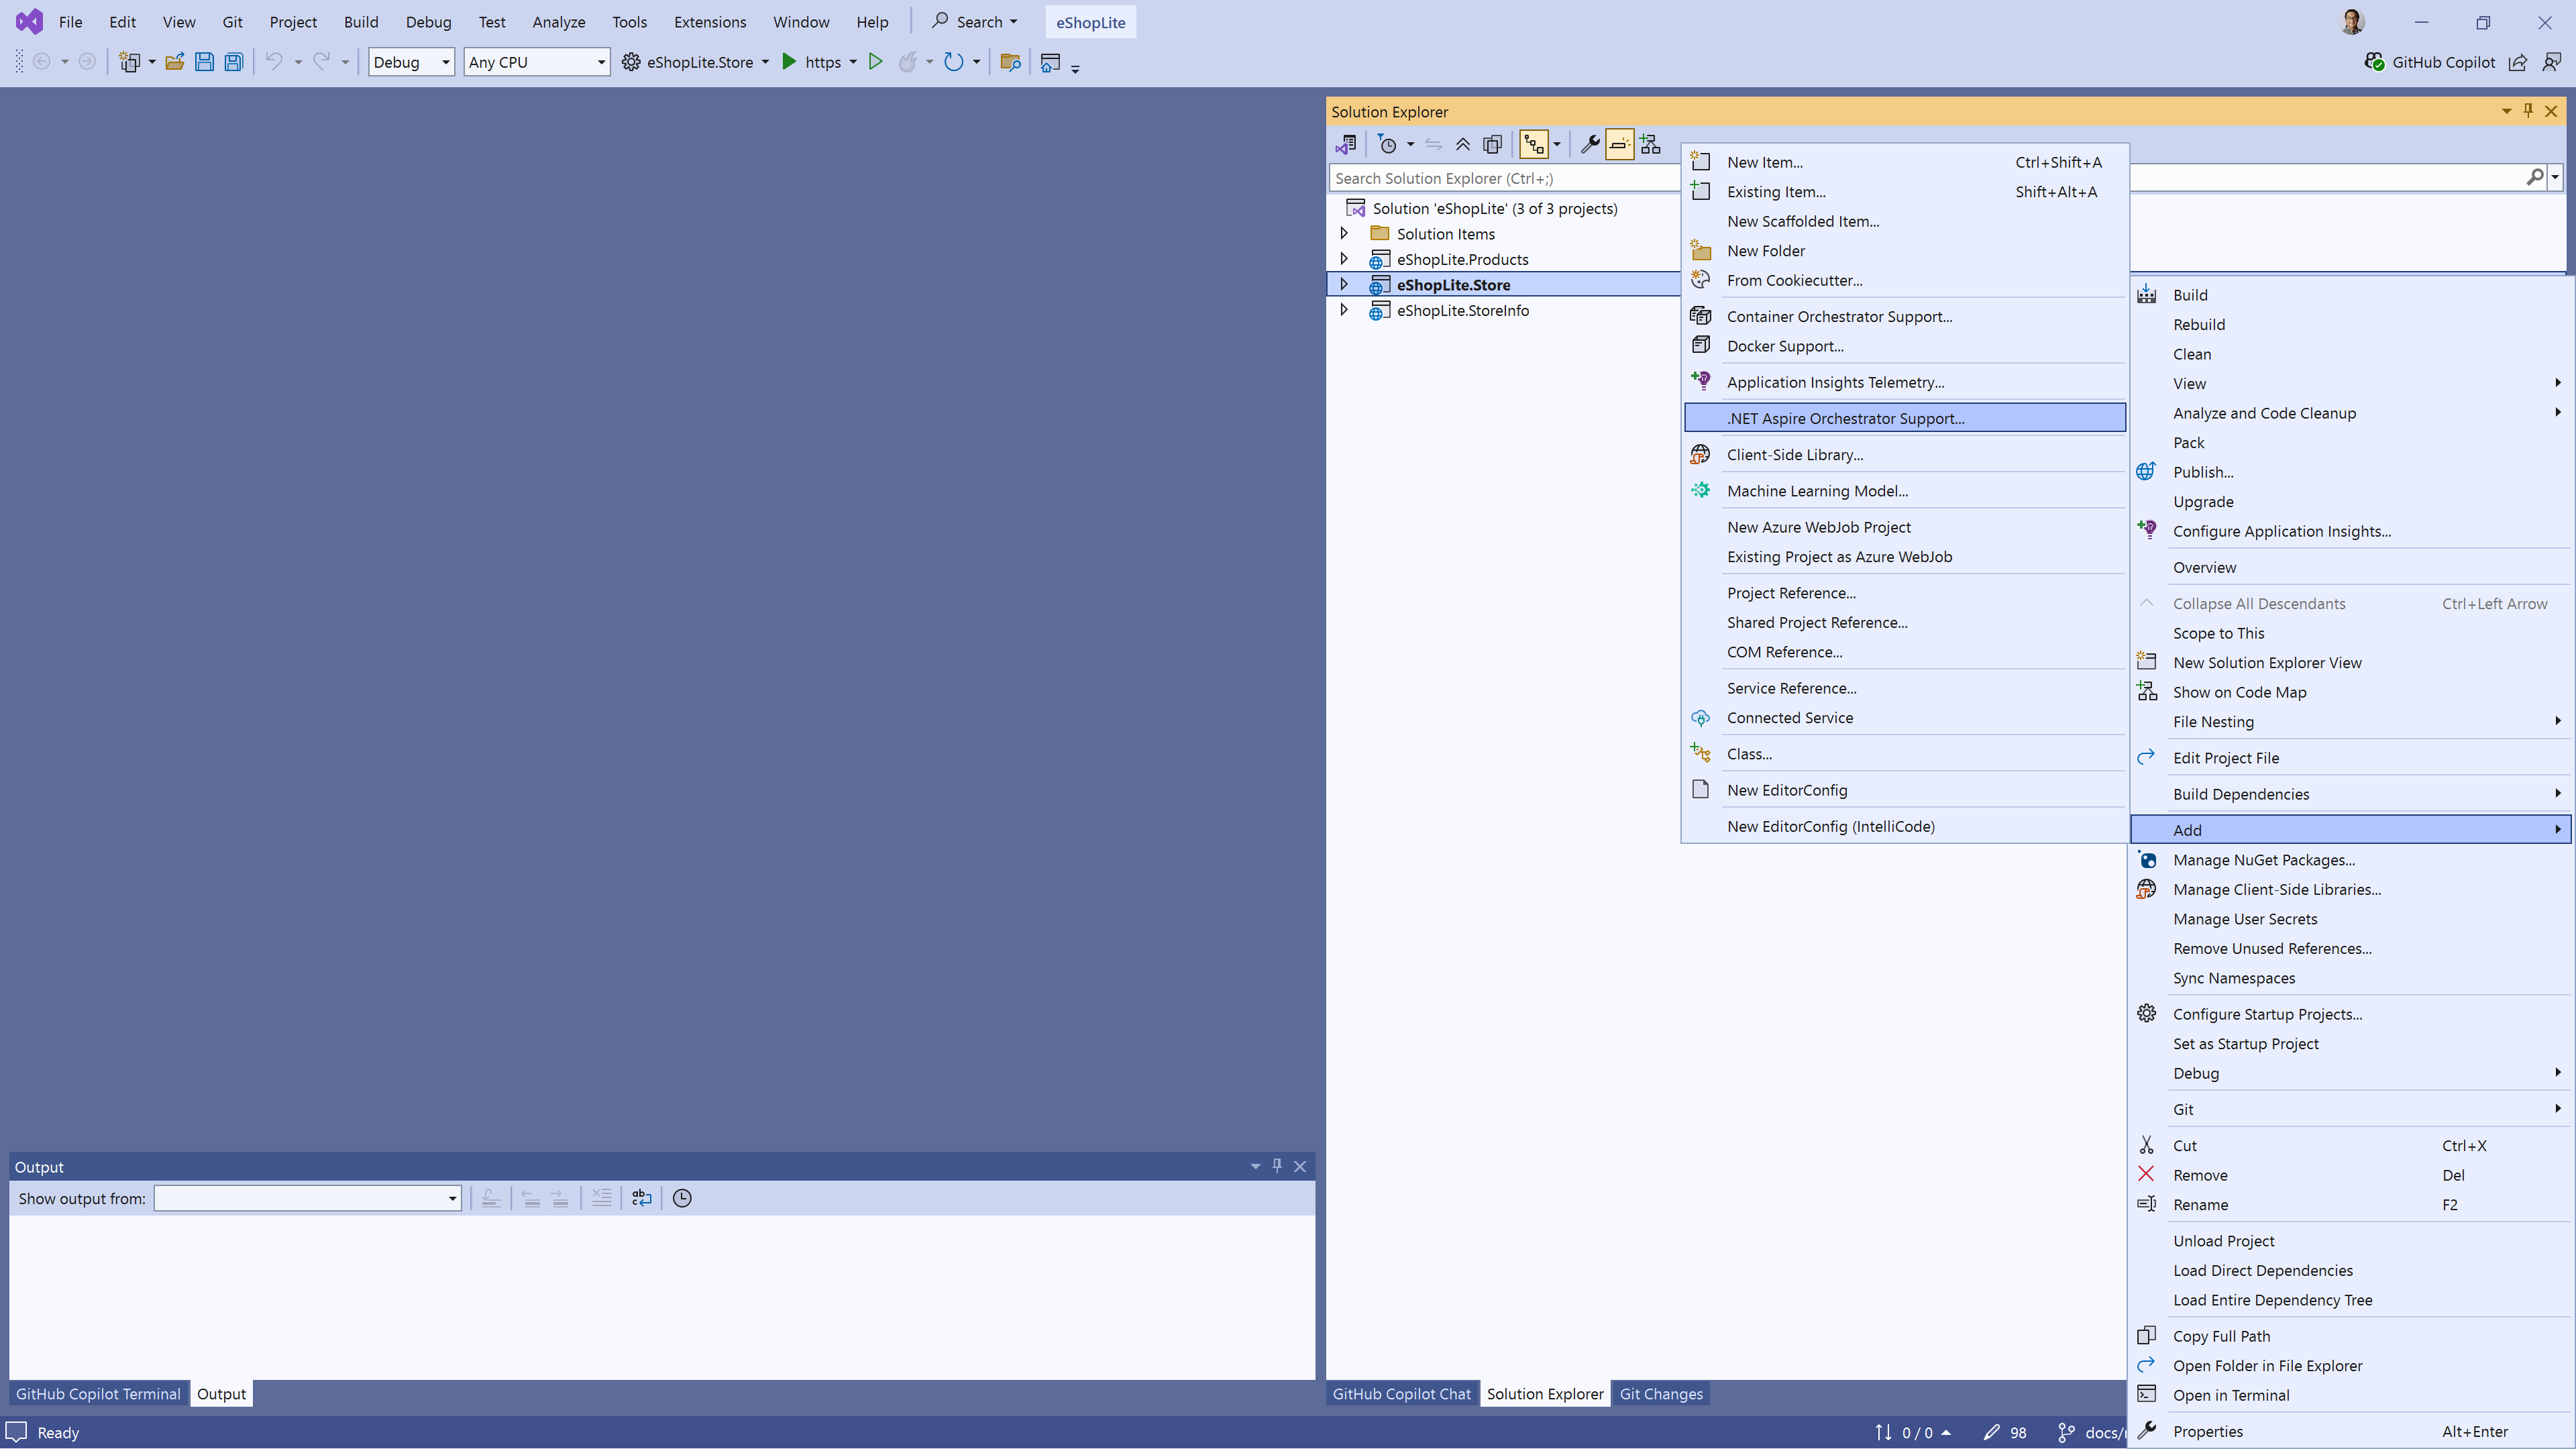 File Edit View Git Project Build Debug Test Analyze Tools Extensions Window Help Search eShopLite
Debug Any CPU eShopLite.Store https GitHub Copilot
Solution Explorer
Search Solution Explorer (Ctrl+;)
Solution 'eShopLite' (3 of 3 projects)
Solution Items
eShopLite.Products
eShopLite.Store
eShopLite.StoreInfo
New Item... Ctrl+Shift+A
Existing Item... Shift+Alt+A
New Scaffolded Item...
New Folder
From Cookiecutter...
Container Orchestrator Support...
Docker Support...
Application Insights Telemetry...
.NET Aspire Orchestrator Support...
Client-Side Library...
Machine Learning Model...
New Azure WebJob Project
Existing Project as Azure WebJob
Project Reference...
Shared Project Reference...
COM Reference...
Service Reference...
Connected Service
Class...
New EditorConfig
New EditorConfig (IntelliCode)
Build
Rebuild
Clean
View
Analyze and Code Cleanup
Pack
Publish...
Upgrade
Configure Application Insights...
Overview
Collapse All Descendants Ctrl+Left Arrow
Scope to This
New Solution Explorer View
Show on Code Map
File Nesting
Edit Project File
Build Dependencies
Add
Manage NuGet Packages...
Manage Client-Side Libraries...
Manage User Secrets
Remove Unused References...
Sync Namespaces
Configure Startup Projects...
Set as Startup Project
Debug
Git
Cut Ctrl+X
Remove Del
Rename F2
Unload Project
Load Direct Dependencies
Load Entire Dependency Tree
Copy Full Path
Open Folder in File Explorer
Open in Terminal
Properties Alt+Enter
Output
Show output from:
GitHub Copilot Terminal Output
GitHub Copilot Chat Solution Explorer Git Changes
Ready 0 / 0 98 docs/